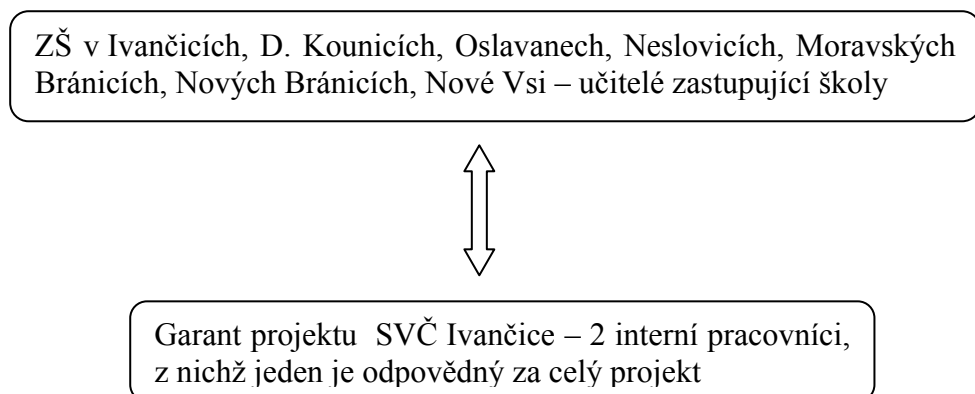 ZŠ v Ivančicích, D. Kounicích, Oslavanech, Neslovicích, Moravských
Bránicích, Nových Bránicích, Nové Vsi – učitelé zastupující školy
Garant projektu SVČ Ivančice – 2 interní pracovníci,
z nichž jeden je odpovědný za celý projekt